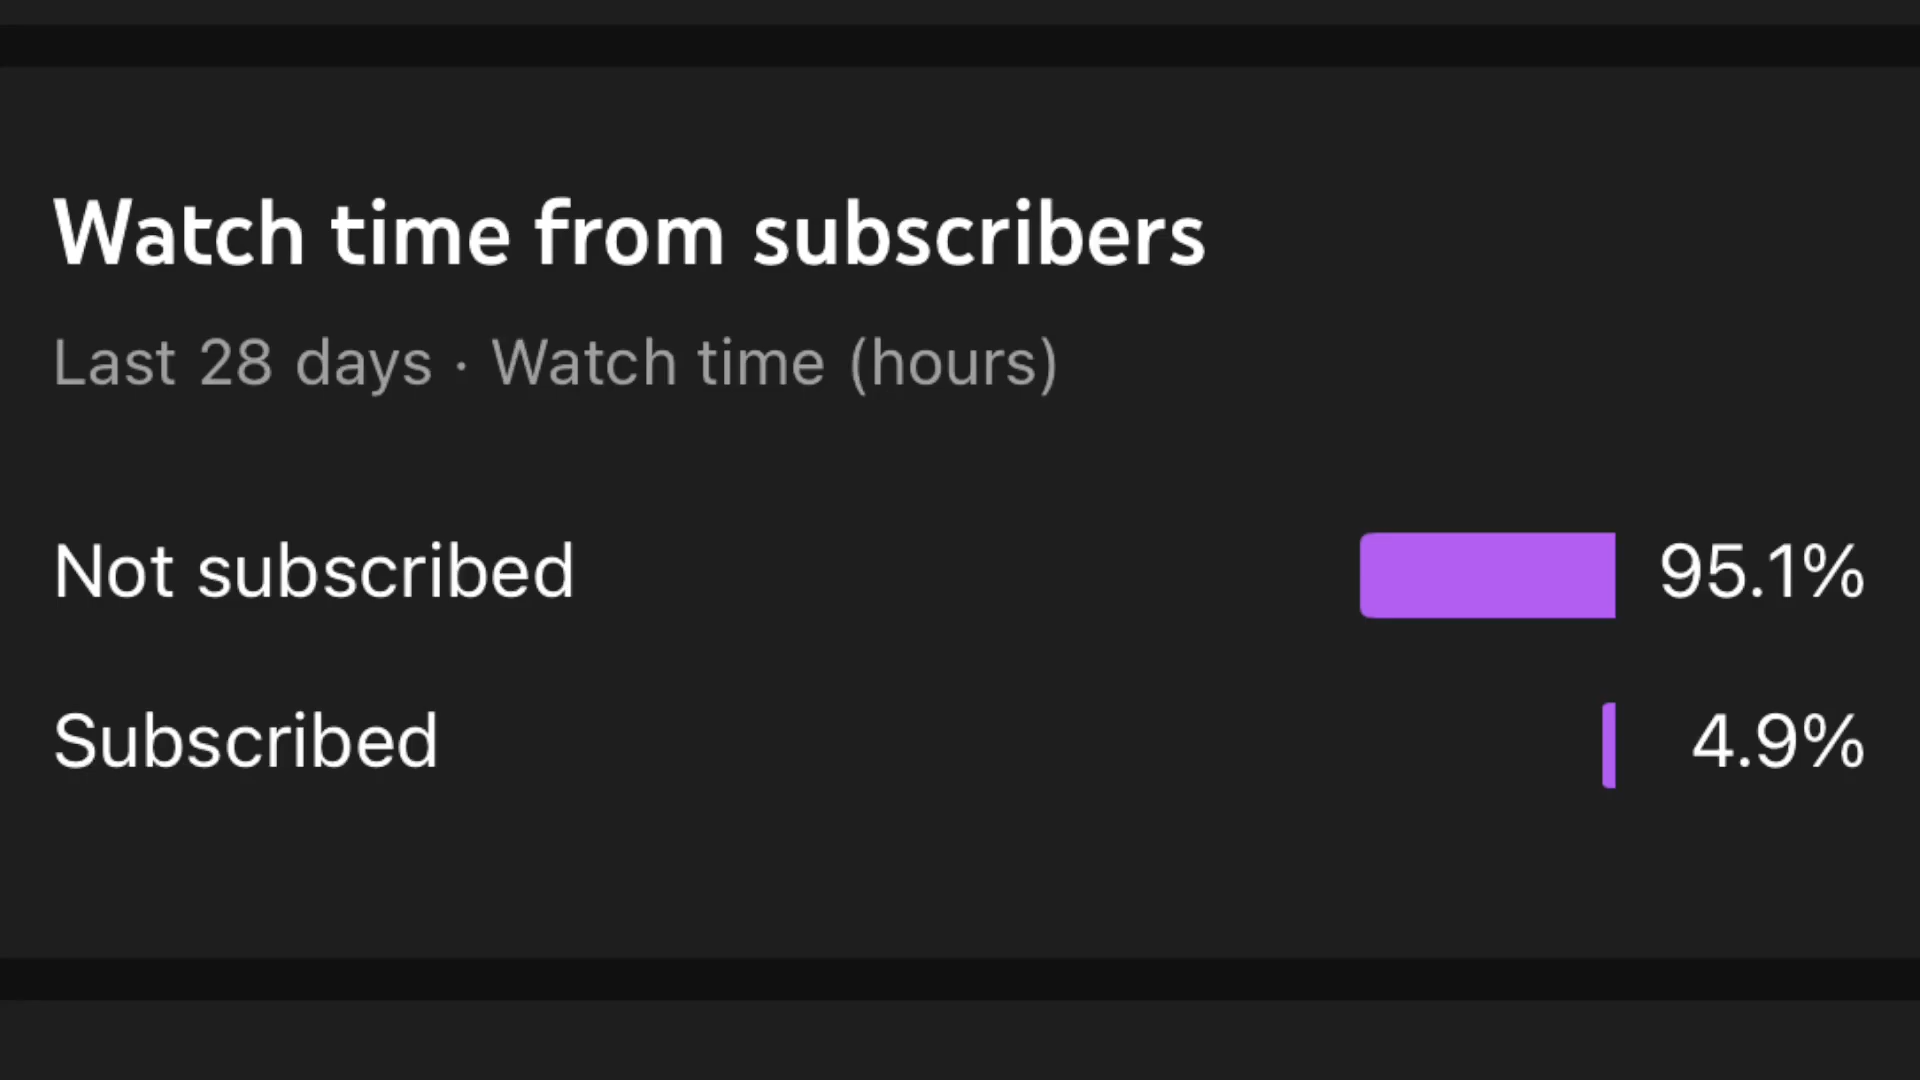 Watch time from subscribers
Last 28 days · Watch time (hours)
Not subscribed 95.1%
Subscribed 4.9%